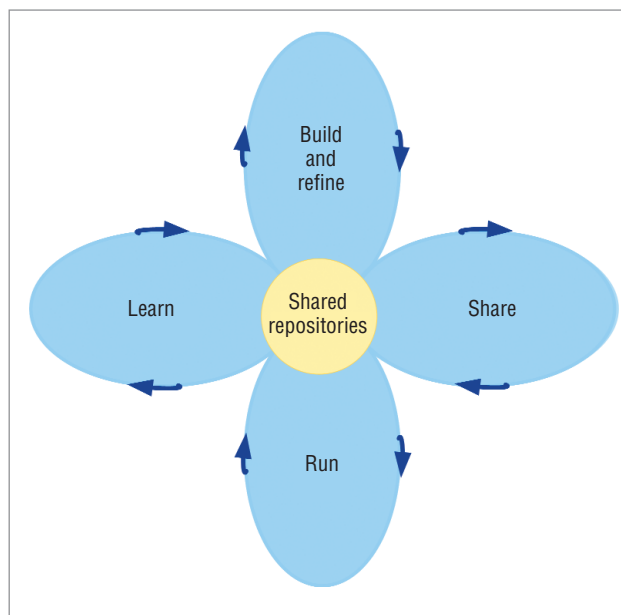 Build
and
refine
Learn
Shared
repositories
Share
Run